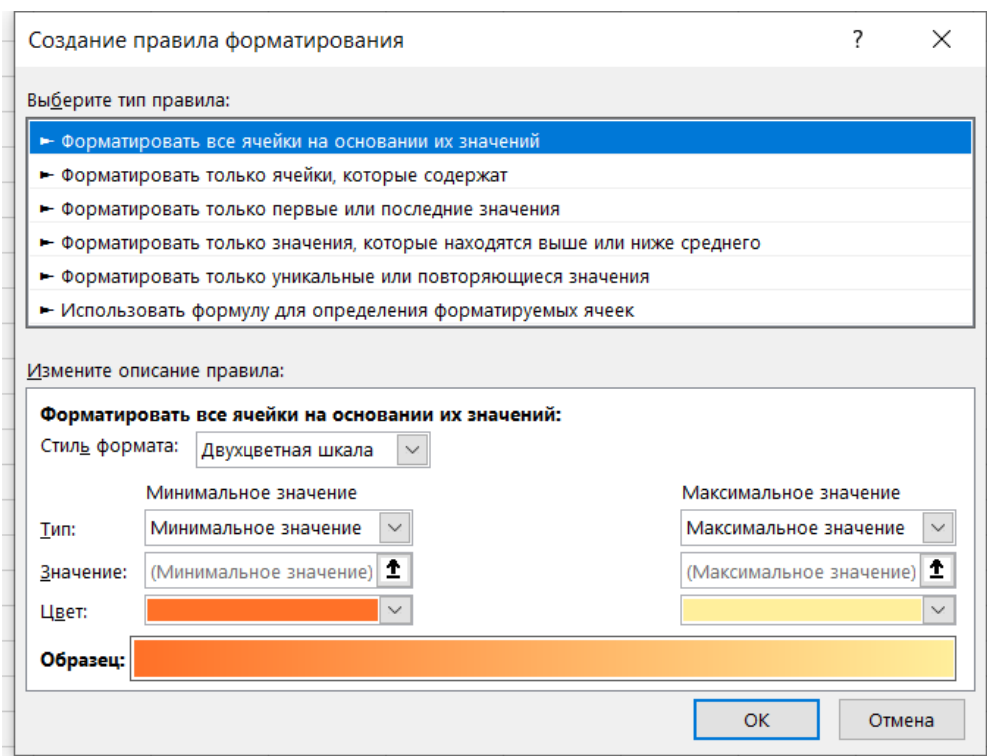 Создание правила форматирования ?
Выберите тип правила:
► Форматировать все ячейки на основании их значений
► Форматировать только ячейки, которые содержат
► Форматировать только первые или последние значения
► Форматировать только значения, которые находятся выше или ниже среднего
► Форматировать только уникальные или повторяющиеся значения
► Использовать формулу для определения форматируемых ячеек
Измените описание правила:
Форматировать все ячейки на основании их значений:
Стиль формата: Двухцветная шкала
Минимальное значение Максимальное значение
Тип: Минимальное значение Максимальное значение
Значение: (Минимальное значение) (Максимальное значение)
Цвет:
Образец:
ОК Отмена